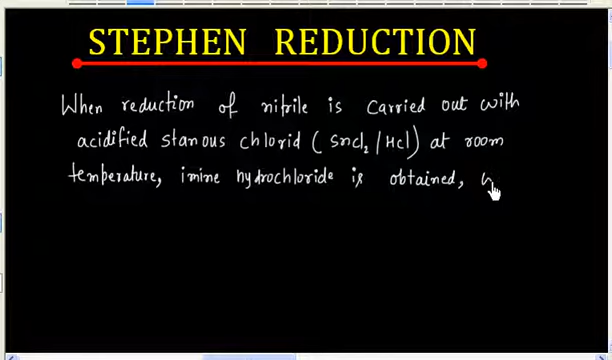 STEPHEN REDUCTION
When reduction of nitrile is carried out with
acidified stanous chlorid (Sncl₂/Hcl) at room
temperature, imine hydrochloride is obtained,